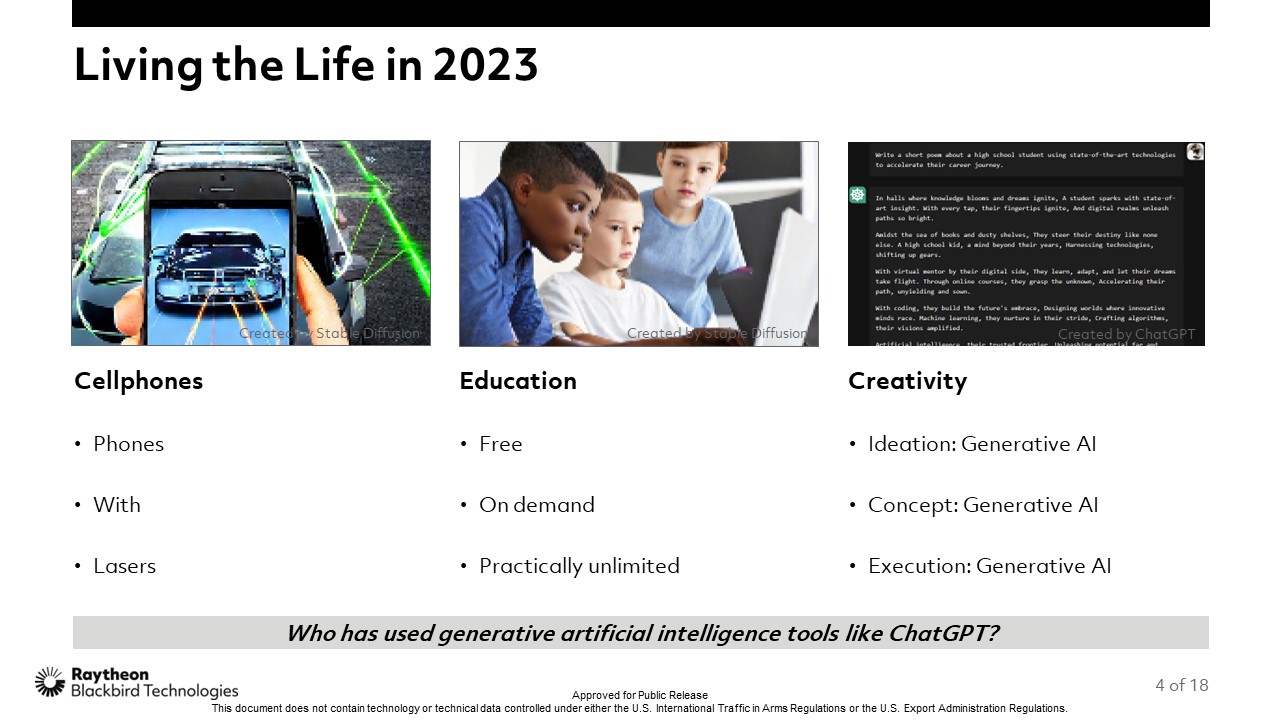 Living the Life in 2023
Created by Stable Diffusion
Created by Stable Diffusion
Write a short poem about a high school student using state-of-the-art technologies
to accelerate their career journey.
In halls where knowledge blooms and dreams ignite, A student sparks with state-of-
art insight. With every tap, their fingertips ignite, And digital realms unleash
paths so bright.
Amidst the sea of books and dusty shelves, They steer their destiny like none
else. A high school kid, a mind beyond their years, Harnessing technologies,
shifting up gears.
With virtual mentor by their digital side, They learn, adapt, and let their dreams
take flight. Through online courses, they grasp the unknown, Accelerating their
path, unyielding and sown.
With coding, they build the future's embrace, Designing worlds where innovative
minds race. Machine learning, they nurture in their stride, Crafting algorithms,
their visions amplified.
Artificial intelligence, their trusted frontier, Unleashing potential far and
Created by ChatGPT
Cellphones
• Phones
• With
• Lasers
Education
• Free
• On demand
• Practically unlimited
Creativity
• Ideation: Generative AI
• Concept: Generative AI
• Execution: Generative AI
Who has used generative artificial intelligence tools like ChatGPT?
Raytheon
Blackbird Technologies
4 of 18
Approved for Public Release
This document does not contain technology or technical data controlled under either the U.S. International Traffic in Arms Regulations or the U.S. Export Administration Regulations.